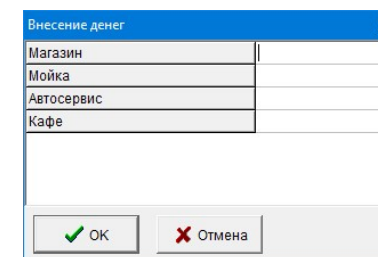 Внесение денег
Магазин
Мойка
Автосервис
Кафе
OK Отмена